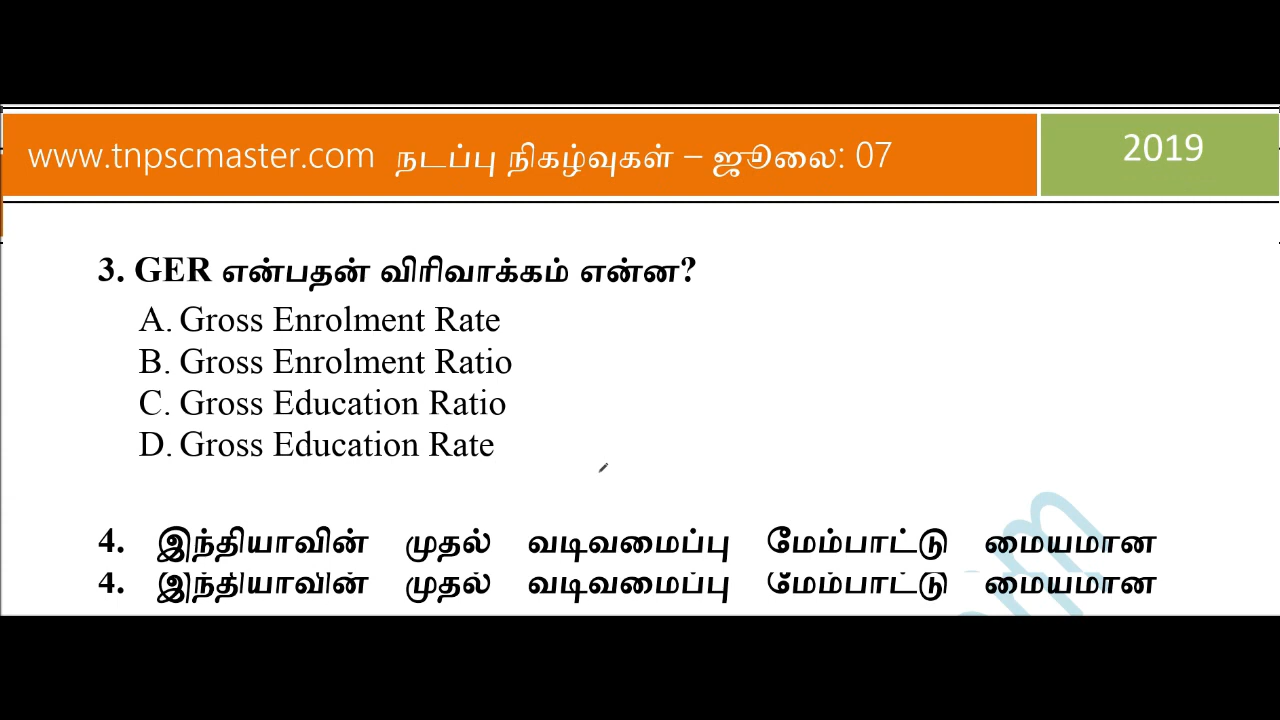 www.tnpscmaster.com நடப்பு நிகழ்வுகள் – ஜூலை: 07
2019
3. GER என்பதன் விரிவாக்கம் என்ன?
A. Gross Enrolment Rate
B. Gross Enrolment Ratio
C. Gross Education Ratio
D. Gross Education Rate
4. இந்தியாவின் முதல் வடிவமைப்பு மேம்பாட்டு மையமான
4. இந்தியாவின் முதல் வடிவமைப்பு மேம்பாட்டு மையமான